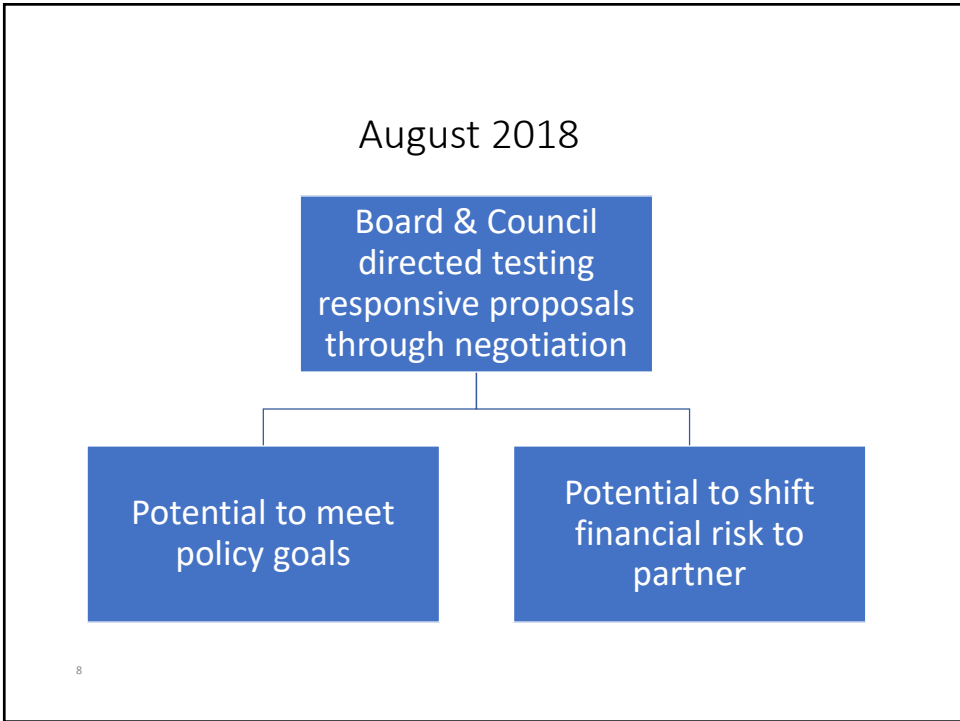 August 2018
Board & Council
directed testing
responsive proposals
through negotiation
Potential to meet
policy goals
Potential to shift
financial risk to
partner
8